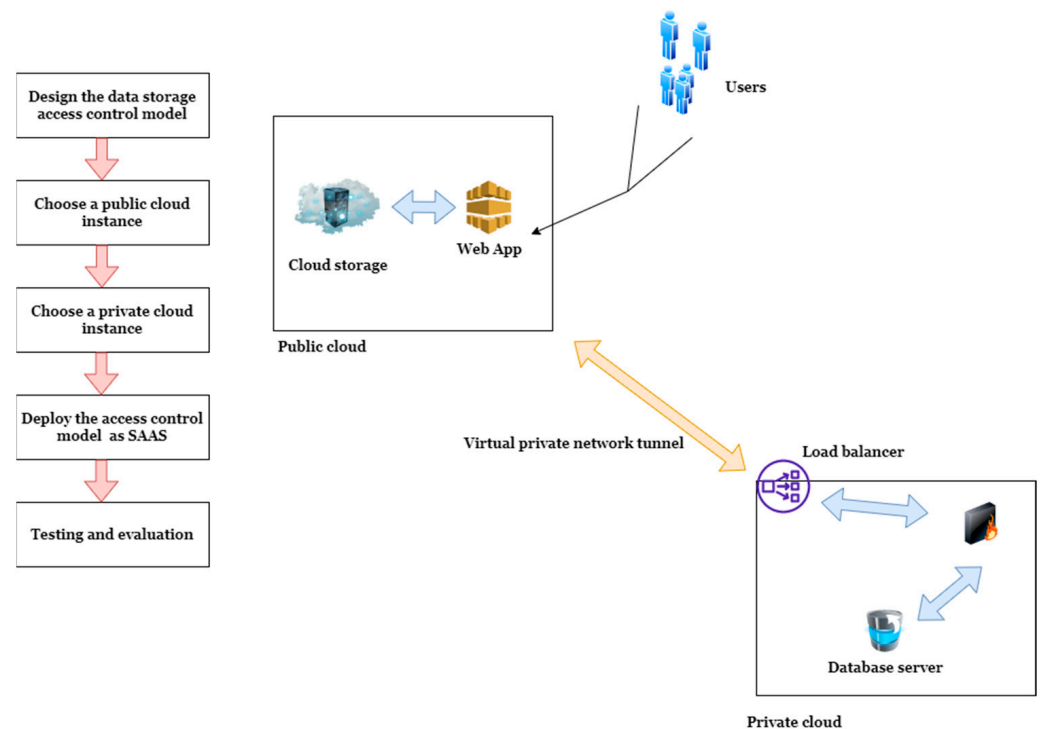 Design the data storage
access control model
Choose a public cloud
instance
Choose a private cloud
instance
Deploy the access control
model as SAAS
Testing and evaluation
Users
Cloud storage
Web App
Public cloud
Virtual private network tunnel
Load balancer
Database server
Private cloud